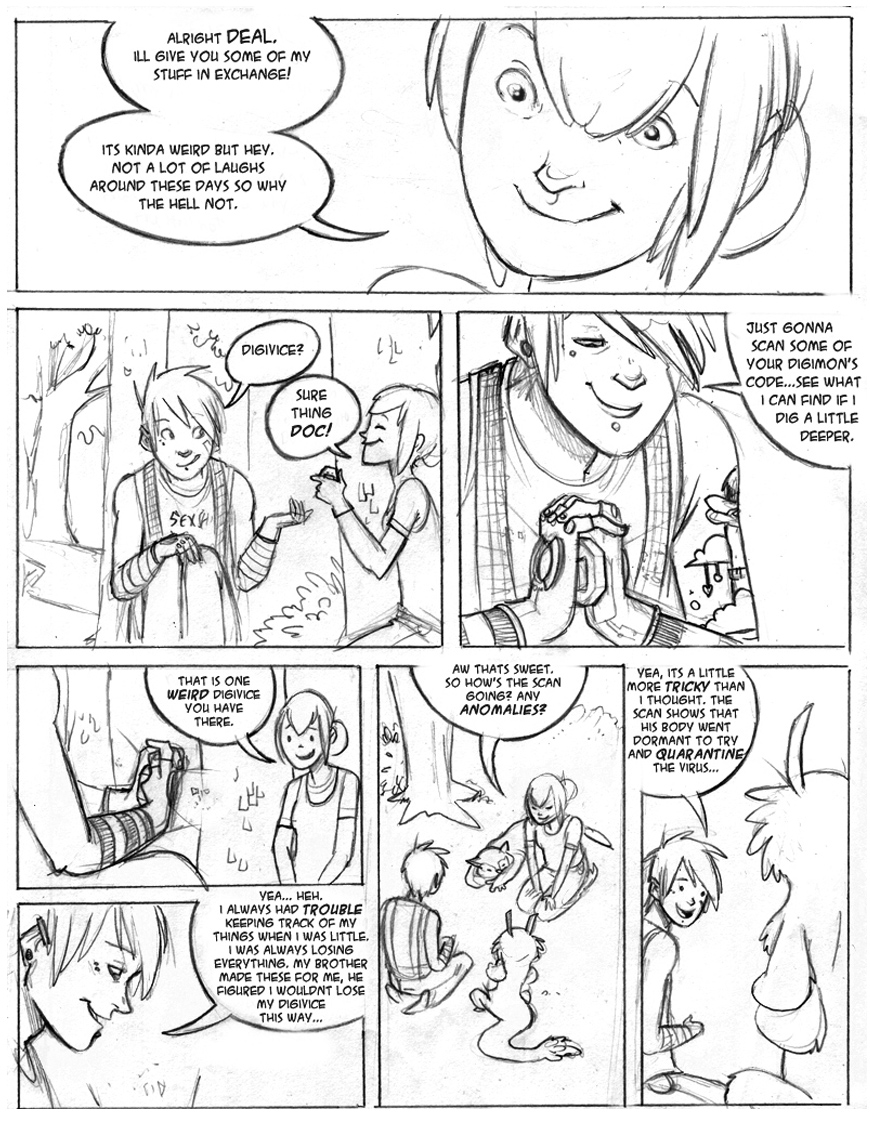 ALRIGHT DEAL.
ILL GIVE YOU SOME OF MY
STUFF IN EXCHANGE!
ITS KINDA WEIRD BUT HEY.
NOT A LOT OF LAUGHS
AROUND THESE DAYS SO WHY
THE HELL NOT.
DIGIVICE?
SURE
THING
DOC!
JUST GONNA
SCAN SOME OF
YOUR DIGIMON'S
CODE...SEE WHAT
I CAN FIND IF I
DIG A LITTLE
DEEPER.
THAT IS ONE
WEIRD DIGIVICE
YOU HAVE
THERE.
YEA... HEH.
I ALWAYS HAD TROUBLE
KEEPING TRACK OF MY
THINGS WHEN I WAS LITTLE.
I WAS ALWAYS LOSING
EVERYTHING. MY BROTHER
MADE THESE FOR ME, HE
FIGURED I WOULDNT LOSE
MY DIGIVICE
THIS WAY...
AW THATS SWEET.
SO HOW'S THE SCAN
GOING? ANY
ANOMALIES?
YEA, ITS A LITTLE
MORE TRICKY THAN
I THOUGHT. THE
SCAN SHOWS THAT
HIS BODY WENT
DORMANT TO TRY
AND QUARANTINE
THE VIRUS...